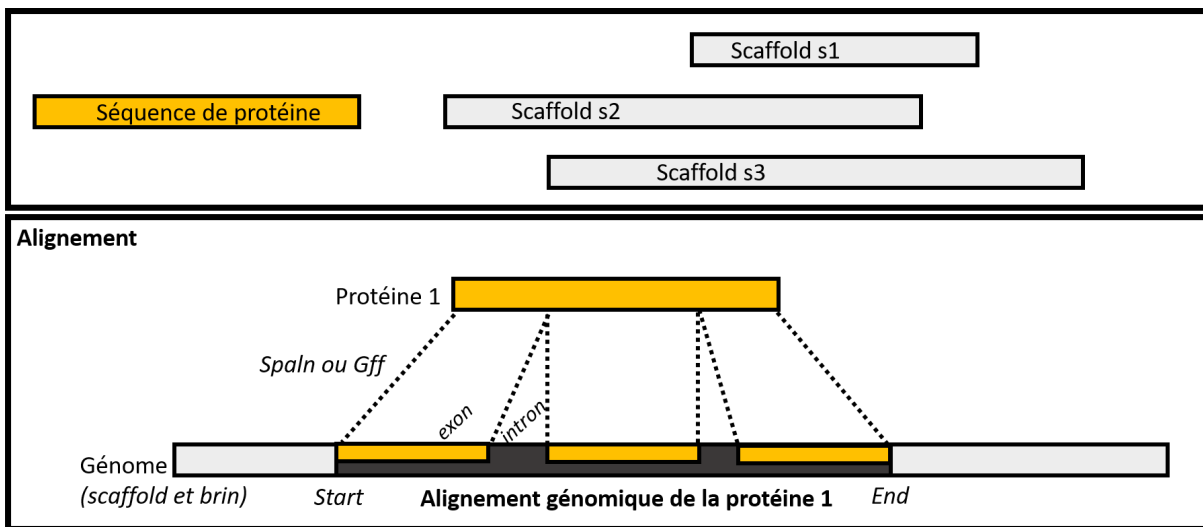 Scaffold s1
Séquence de protéine
Scaffold s2
Scaffold s3
Alignement
Protéine 1
Spaln ou Gff
exon
intron
Génome
(scaffold et brin)
Start
Alignement génomique de la protéine 1
End